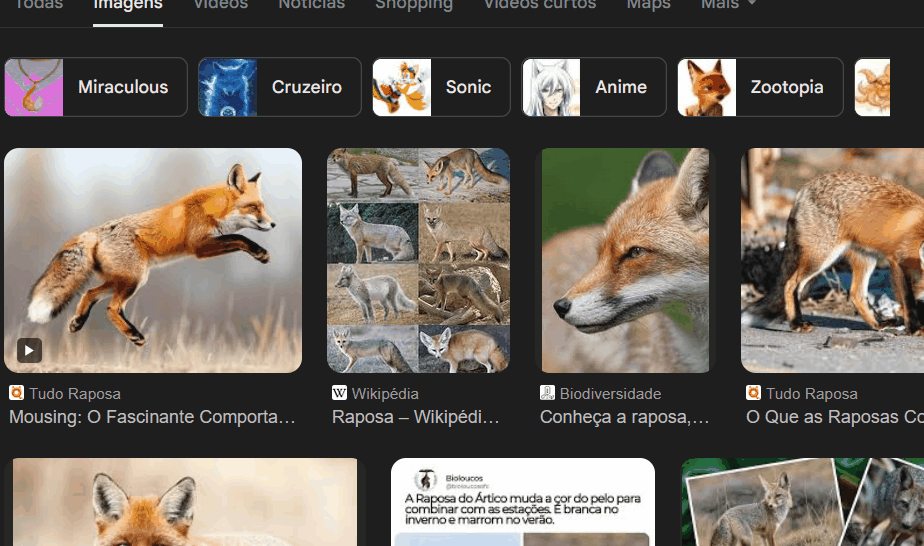 Todas Imagens Vídeos Notícias Shopping Vídeos curtos Maps Mais
Miraculous Cruzeiro Sonic Anime Zootopia
Tudo Raposa
Mousing: O Fascinante Comporta...
W Wikipédia
Raposa – Wikipédi...
Biodiversidade
Conheça a raposa,...
Tudo Raposa
O Que as Raposas Co
Bioloucos
@bioloucosofc
A Raposa do Ártico muda a cor do pelo para
combinar com as estações. É branca no
inverno e marrom no verão.